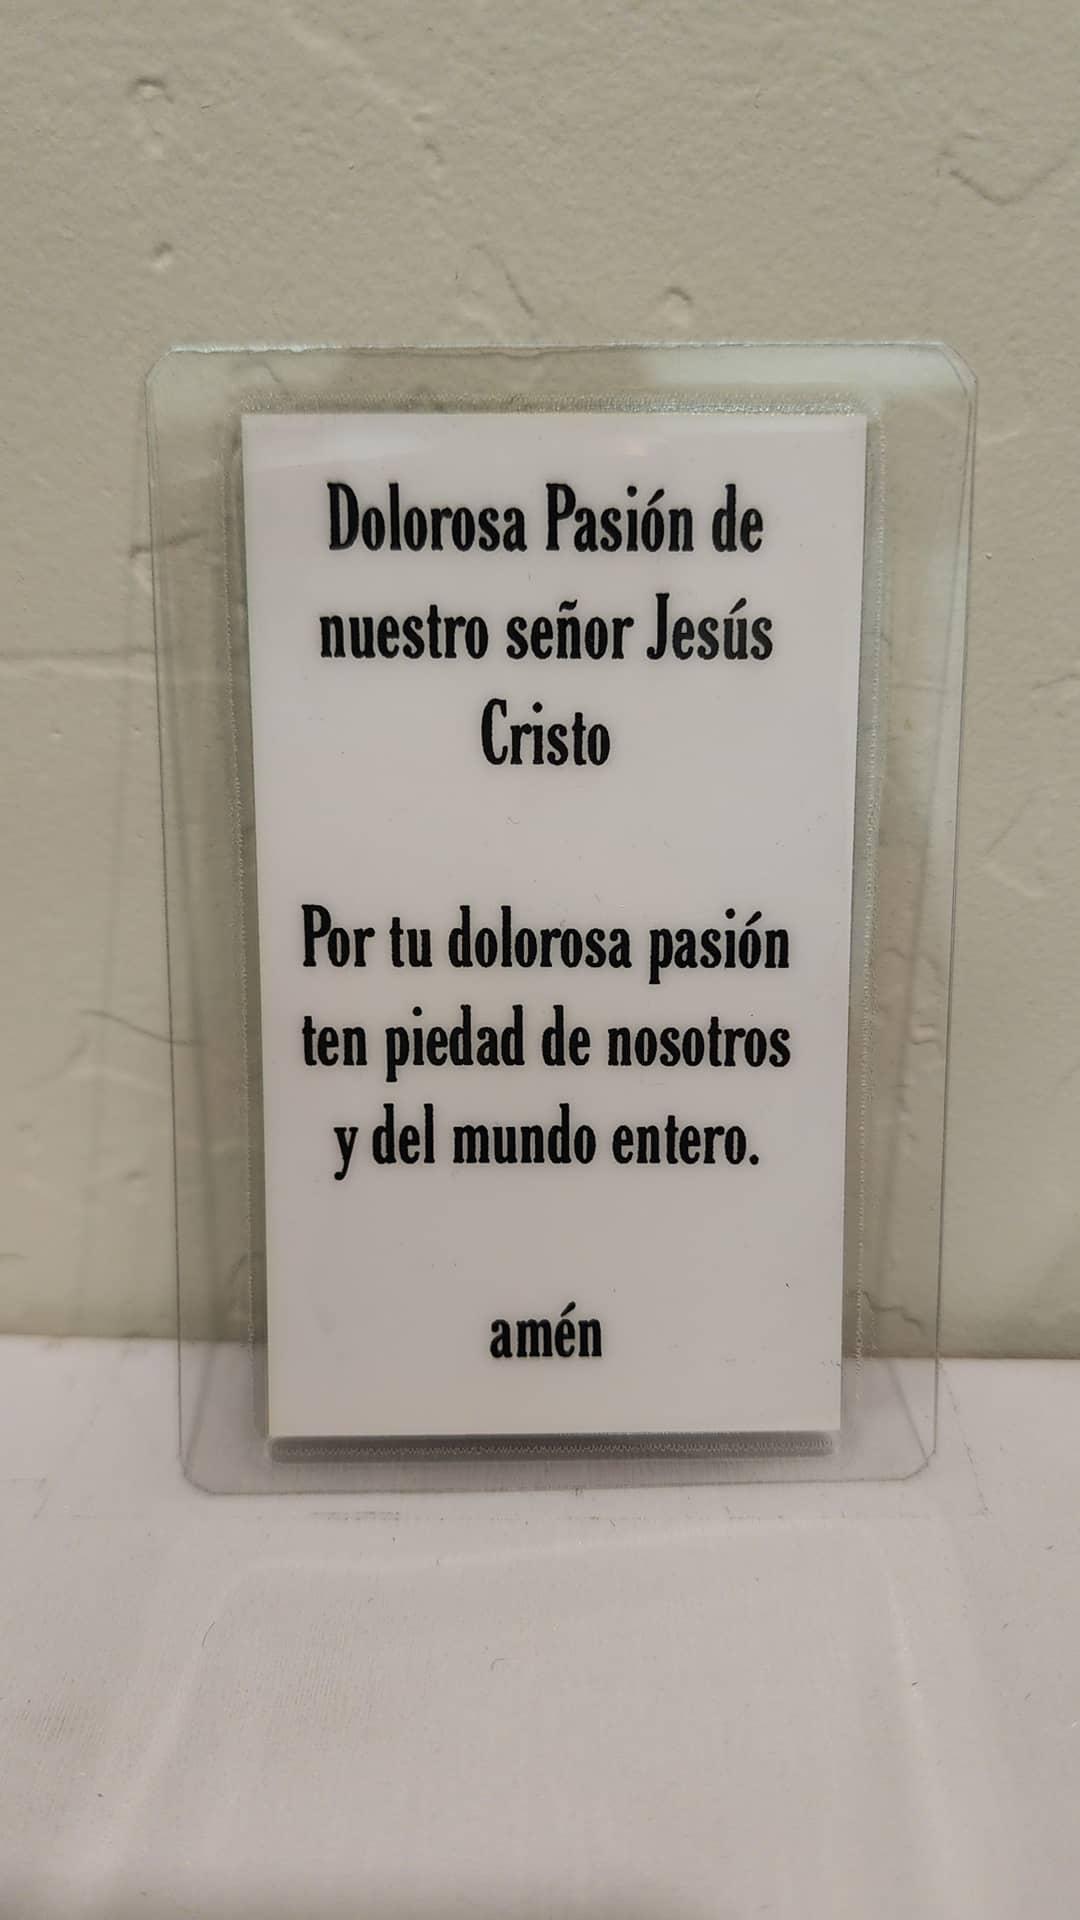 Dolorosa Pasión de
nuestro señor Jesús
Cristo
Por tu dolorosa pasión
ten piedad de nosotros
y del mundo entero.
amén